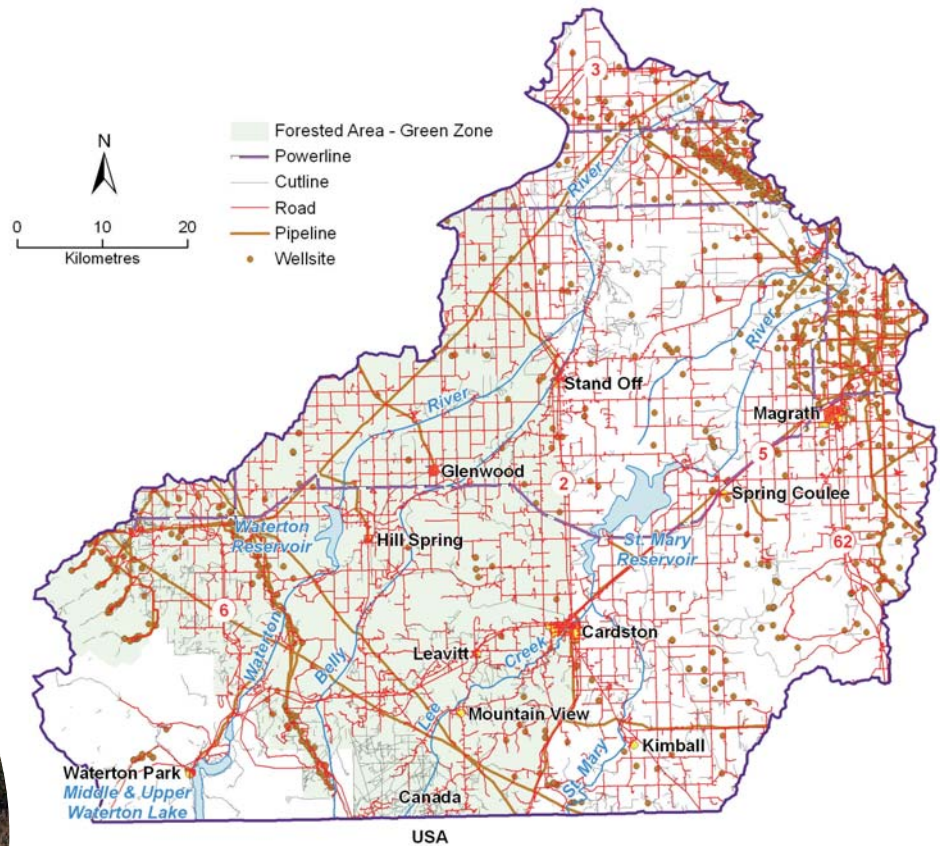 3
N
Forested Area - Green Zone
Powerline
Cutline
Road
Pipeline
Wellsite
0 10 20
Kilometres
River
River
Stand Off
River
Magrath
5
Glenwood
2
Spring Coulee
Waterton
Reservoir
Hill Spring
St. Mary
Reservoir
62
6
Waterton
Belly
Leavitt
Creek
Cardston
Lee
Mountain View
St. Mary
Kimball
Waterton Park
Middle & Upper
Waterton Lake
Canada
USA